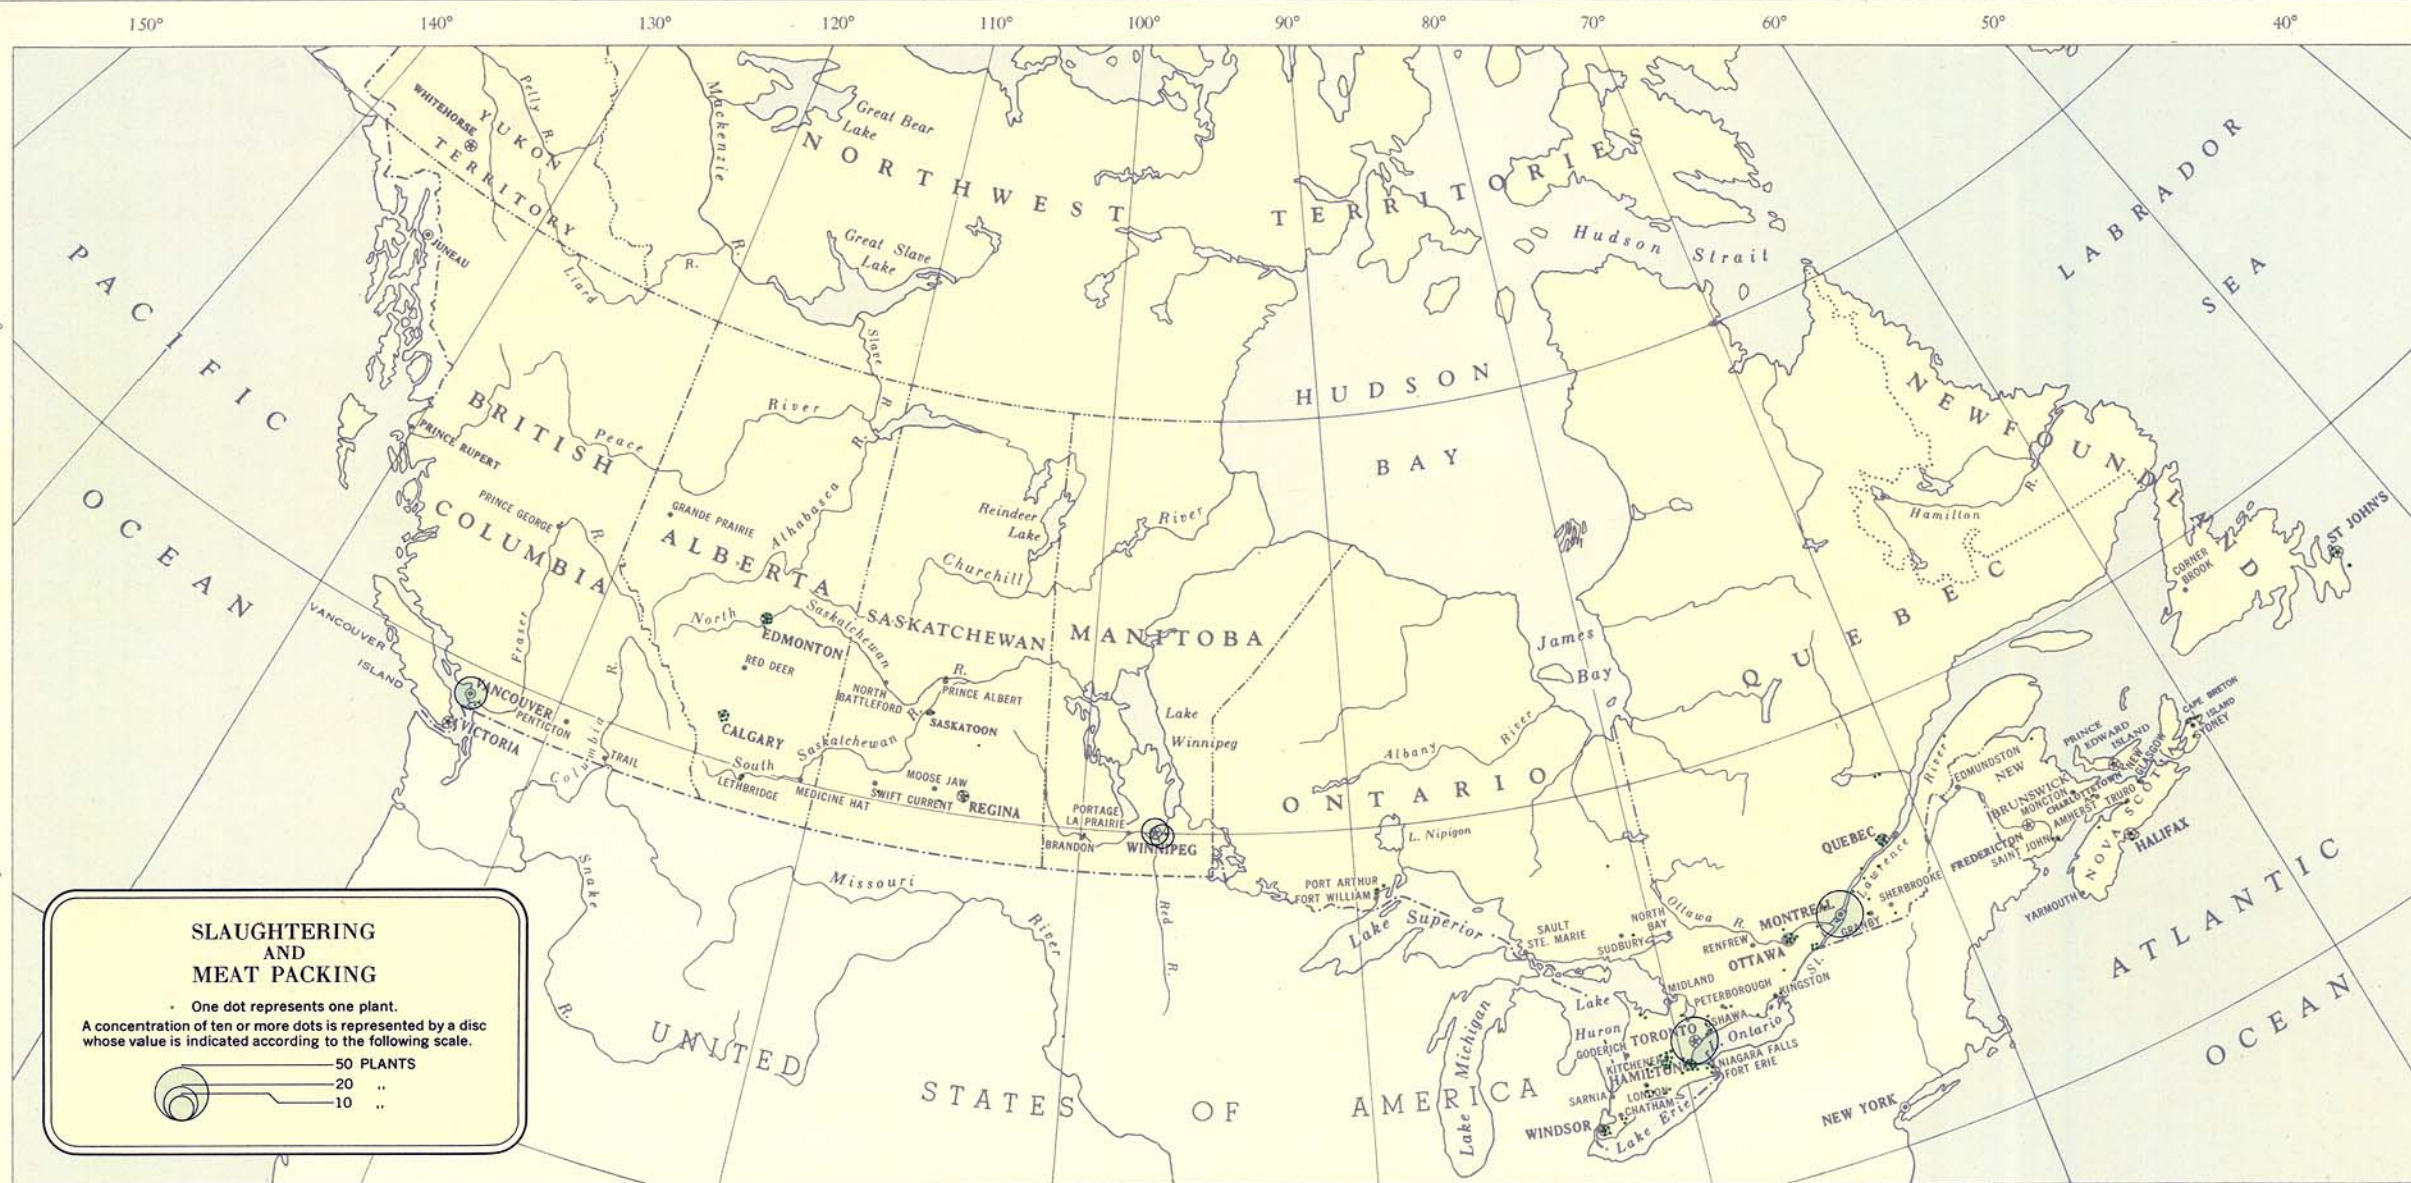 150° 140° 130° 120° 110° 100° 90° 80° 70° 60° 50° 40°
WHITEHORSE
YUKON
TERRITORY
Pelly R.
Mackenzie
R.
Great Bear
Lake
NORTHWEST TERRITORIES
Great Slave
Lake
Liard
R.
Slave
R.
JUNEAU
Hudson Strait
LABRADOR
SEA
PACIFIC
OCEAN
HUDSON
BAY
BRITISH
COLUMBIA
PRINCE RUPERT
PRINCE GEORGE
Peace
River
GRANDE PRAIRIE
ALBERTA
Alhabasca
R.
Reindeer
Lake
Churchill
River
NEWFOUNDLAND
Hamilton
R.
ST JOHN'S
CORNER
BROOK
VANCOUVER
ISLAND
Fraser
R.
North
Saskatchewan
R.
EDMONTON
RED DEER
SASKATCHEWAN
MANITOBA
James
Bay
QUEBEC
VANCOUVER
PENTICTON
VICTORIA
Columbia
R.
TRAIL
CALGARY
NORTH
BATTLEFORD
PRINCE ALBERT
SASKATOON
South
Saskatchewan
R.
LETHBRIDGE
MEDICINE HAT
SWIFT CURRENT
MOOSE JAW
REGINA
Lake
Winnipeg
PORTAGE
LA PRAIRIE
BRANDON
WINNIPEG
Albany
River
ONTARIO
L. Nipigon
PORT ARTHUR
FORT WILLIAM
Lake Superior
EDMUNDSTON
NEW
BRUNSWICK
MONCTON
FREDERICTON
SAINT JOHN
PRINCE
EDWARD
ISLAND
CHARLOTTETOWN
AMHERST
TRURO
NEW
GLASGOW
CAPE BRETON
ISLAND
SYDNEY
NOVA SCOTIA
HALIFAX
YARMOUTH
QUEBEC
St. Lawrence River
SHERBROOKE
MONTREAL
GRANBY
Ottawa R.
RENFREW
OTTAWA
NORTH
BAY
SUDBURY
SAULT
STE. MARIE
MIDLAND
PETERBOROUGH
KINGSTON
Lake
Huron
TORONTO
OSHAWA
L. Ontario
GODERICH
KITCHENER
HAMILTON
NIAGARA FALLS
FORT ERIE
SARNIA
LONDON
CHATHAM
WINDSOR
Lake Erie
Lake Michigan
NEW YORK
ATLANTIC
OCEAN
Snake
R.
Missouri
River
Red
R.
UNITED STATES OF AMERICA
SLAUGHTERING
AND
MEAT PACKING
One dot represents one plant.
A concentration of ten or more dots is represented by a disc
whose value is indicated according to the following scale.
50 PLANTS
20 ,,
10 ,,